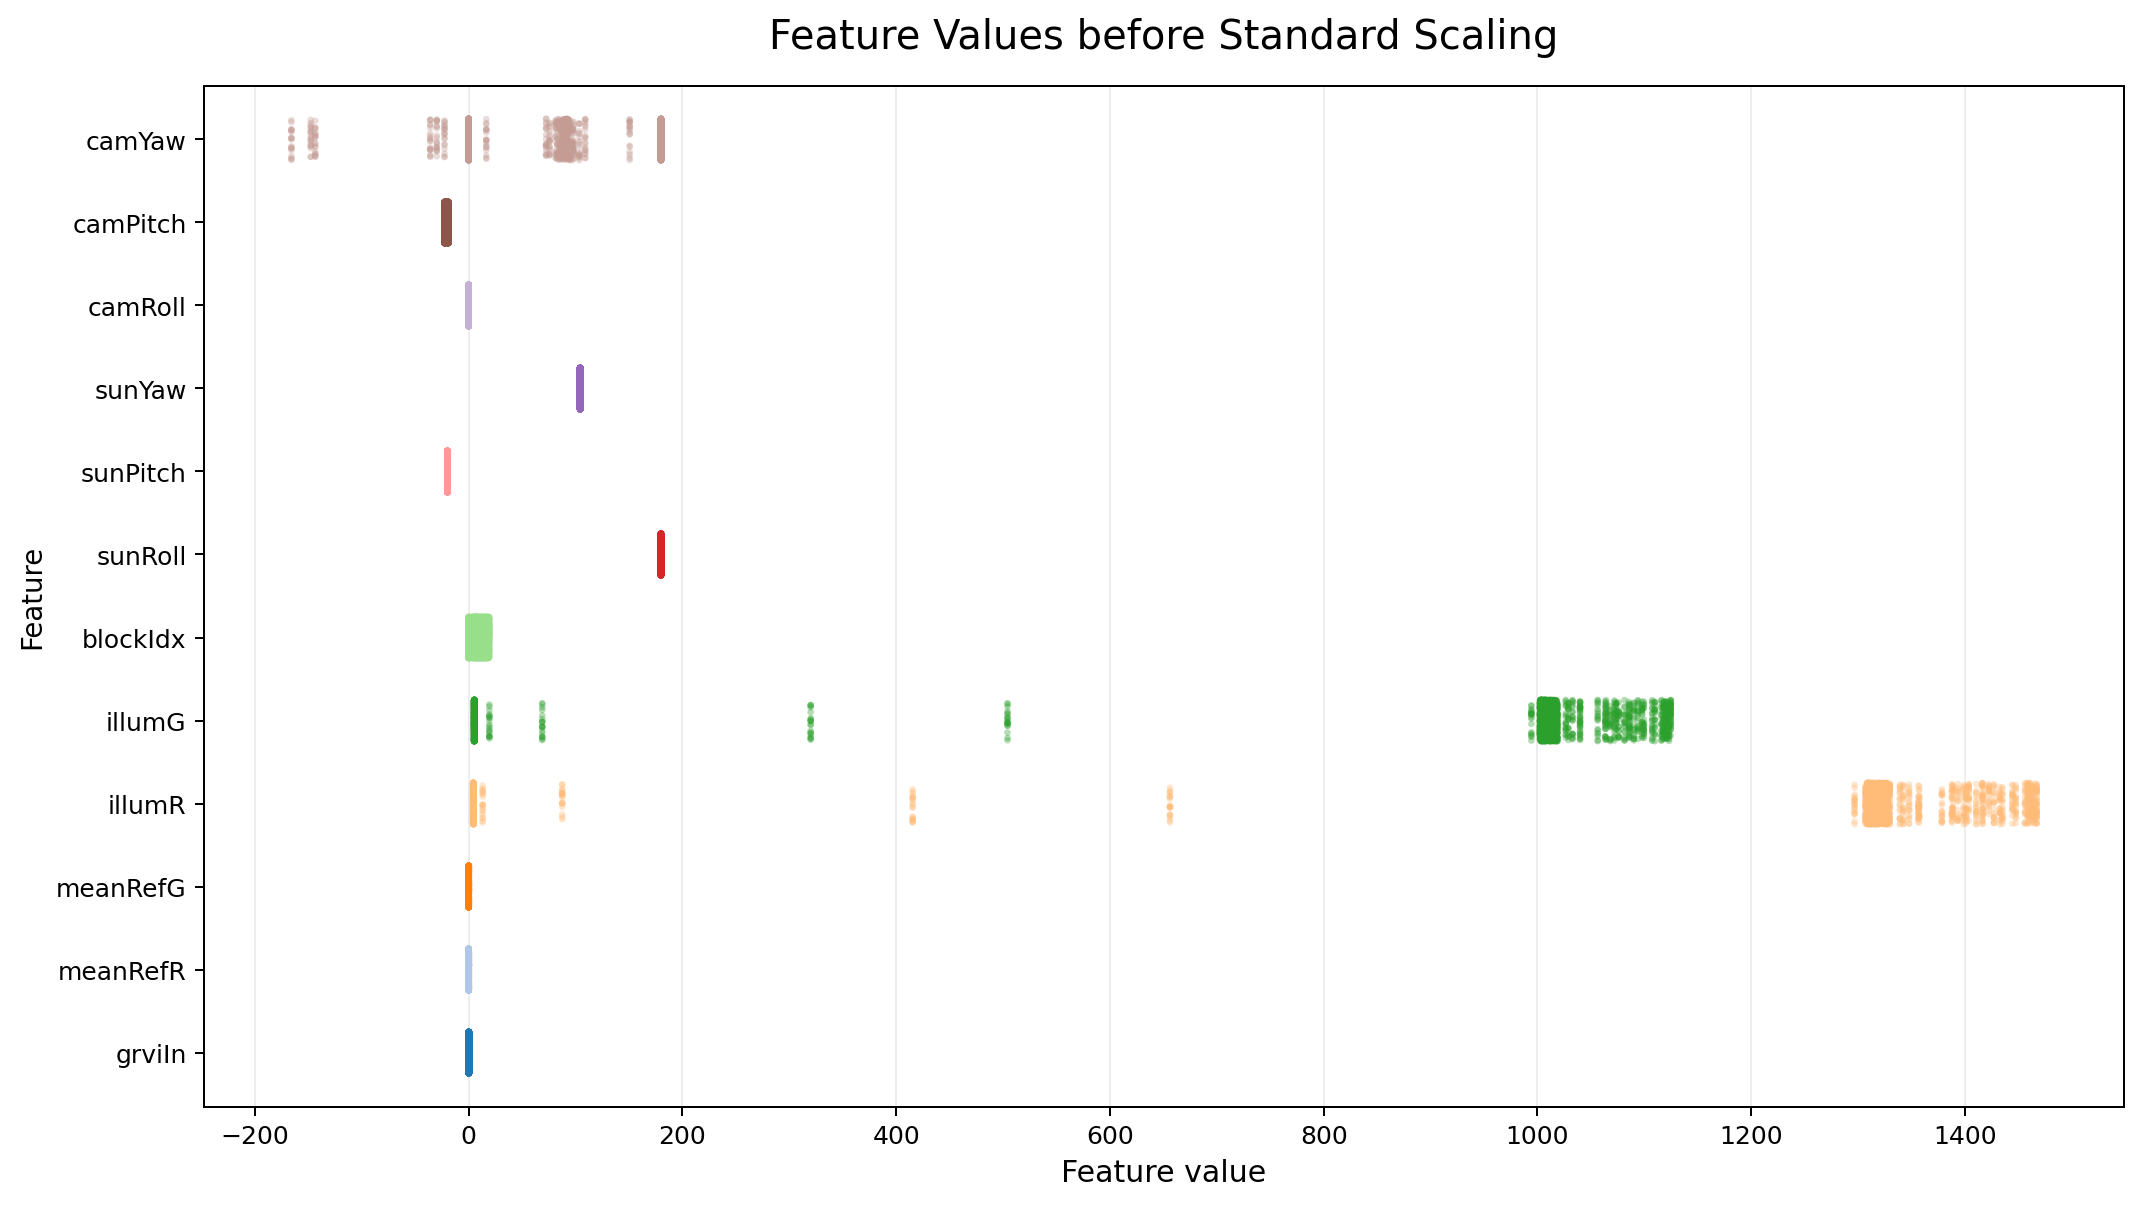 Feature Values before Standard Scaling
Feature
camYaw
camPitch
camRoll
sunYaw
sunPitch
sunRoll
blockIdx
illumG
illumR
meanRefG
meanRefR
grviIn
−200 0 200 400 600 800 1000 1200 1400
Feature value